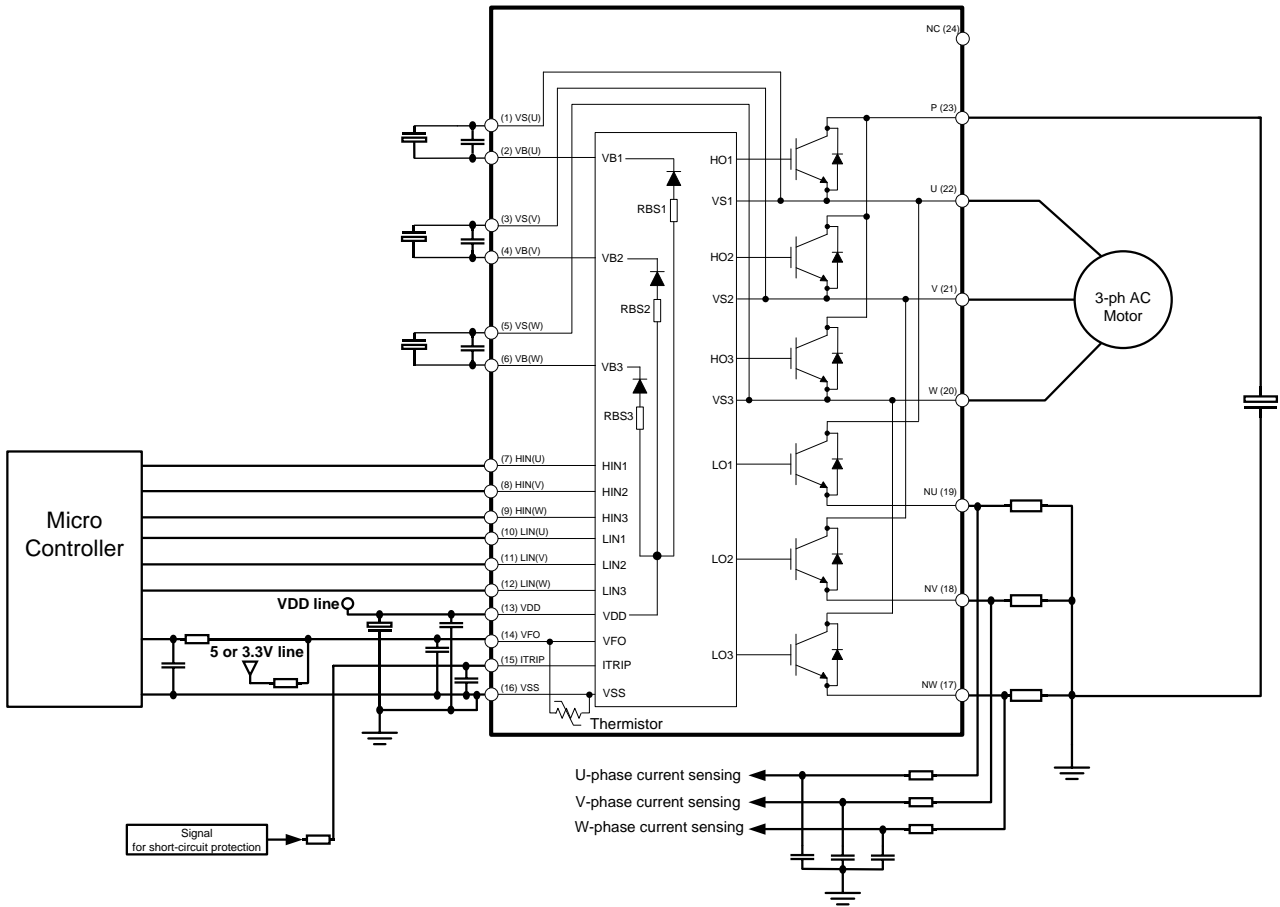 NC (24)
P (23)
(1) VS(U)
(2) VB(U)
VB1
HO1
RBS1
VS1
U (22)
(3) VS(V)
(4) VB(V)
VB2
HO2
RBS2
VS2
V (21)
3-ph AC
Motor
(5) VS(W)
(6) VB(W)
VB3
HO3
RBS3
VS3
W (20)
Micro
Controller
(7) HIN(U)
HIN1
LO1
(8) HIN(V)
HIN2
NU (19)
(9) HIN(W)
HIN3
(10) LIN(U)
LIN1
(11) LIN(V)
LIN2
LO2
(12) LIN(W)
LIN3
NV (18)
VDD line
(13) VDD
VDD
(14) VFO
VFO
5 or 3.3V line
(15) ITRIP
ITRIP
LO3
(16) VSS
VSS
NW (17)
Thermistor
U-phase current sensing
V-phase current sensing
W-phase current sensing
Signal
for short-circuit protection